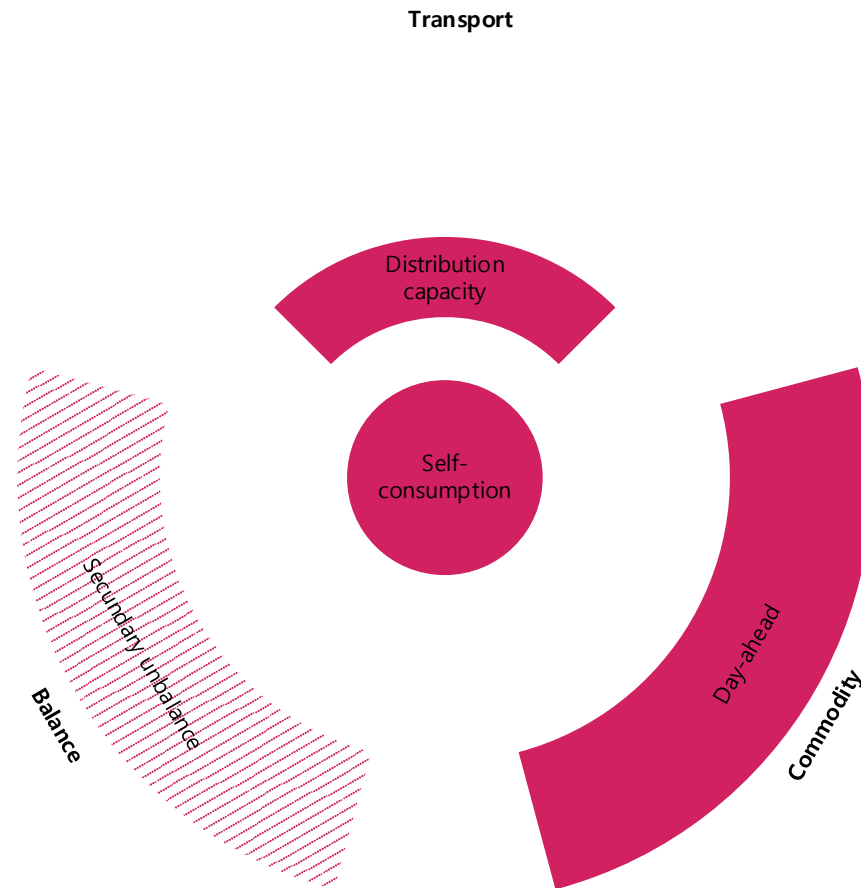 Transport
Distribution
capacity
Self-
consumption
Secundary unbalance
Day-ahead
Balance
Commodity